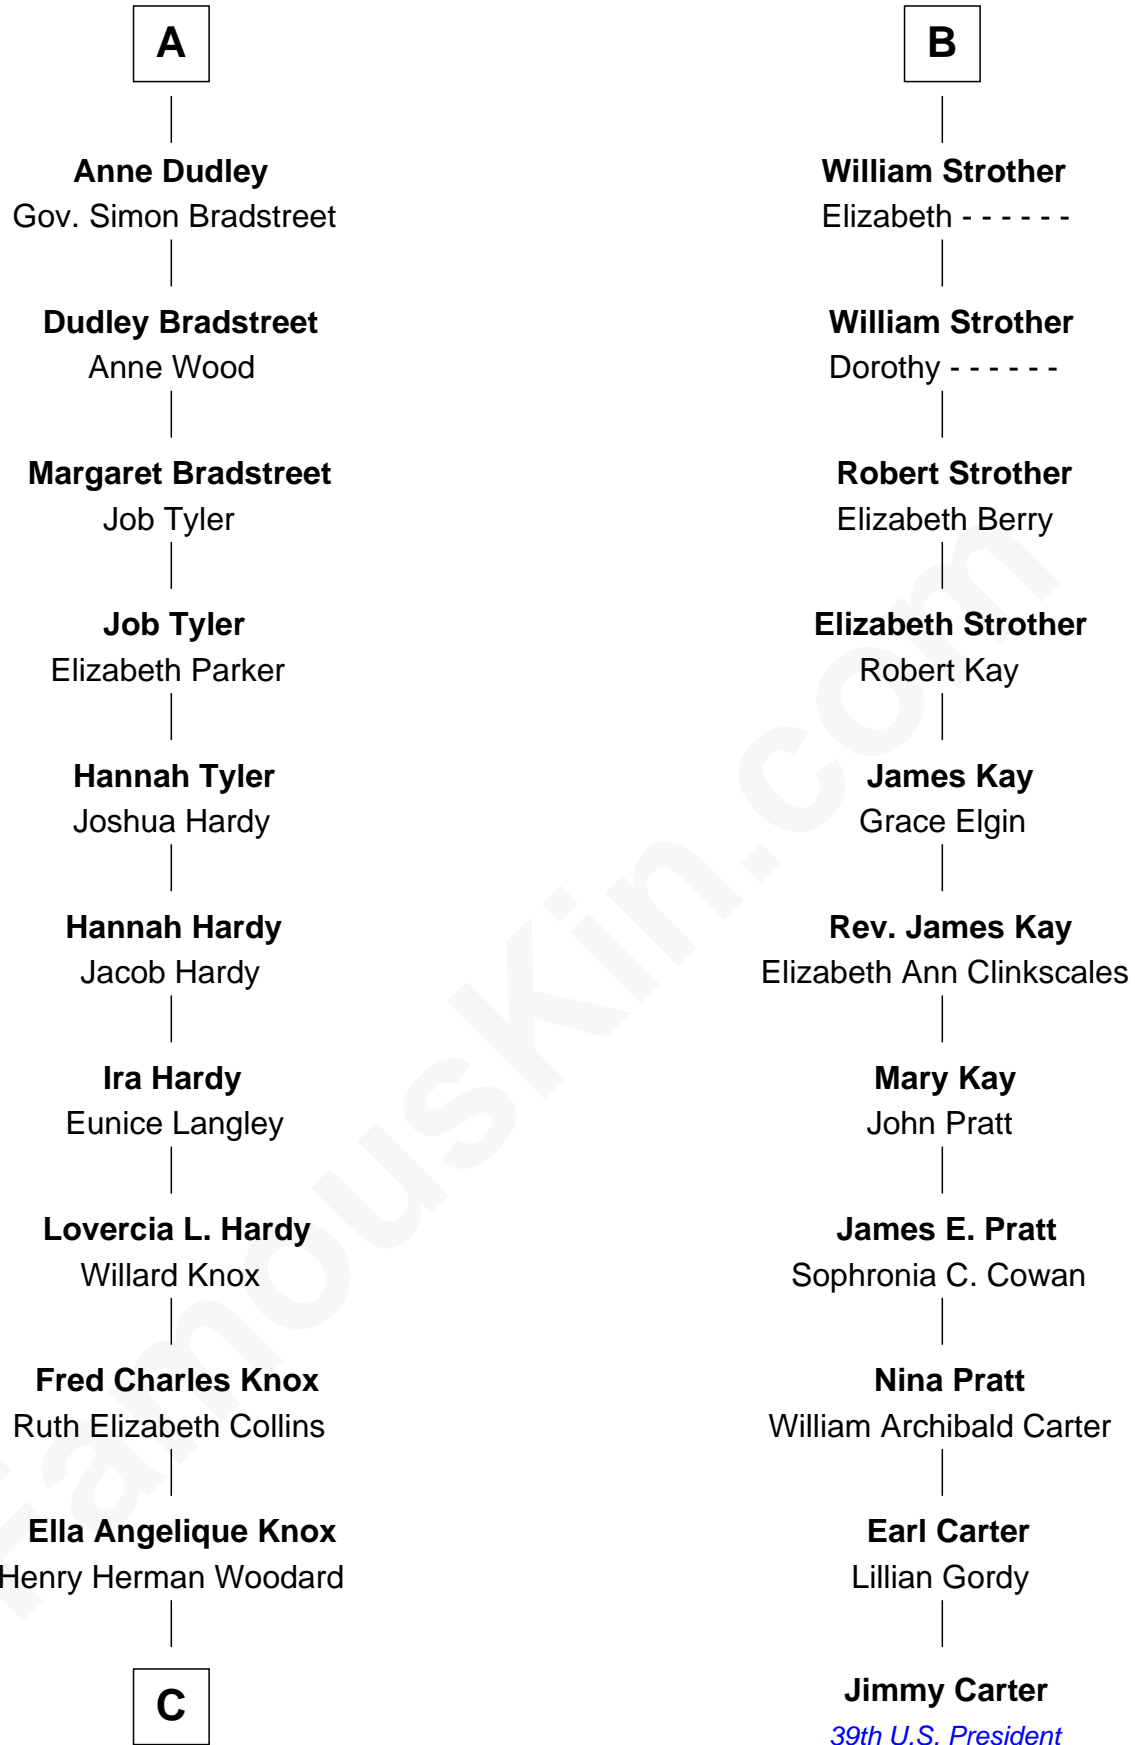 A
Anne Dudley
Gov. Simon Bradstreet
Dudley Bradstreet
Anne Wood
Margaret Bradstreet
Job Tyler
Job Tyler
Elizabeth Parker
Hannah Tyler
Joshua Hardy
Hannah Hardy
Jacob Hardy
Ira Hardy
Eunice Langley
Lovercia L. Hardy
Willard Knox
Fred Charles Knox
Ruth Elizabeth Collins
Ella Angelique Knox
Henry Herman Woodard
C
B
William Strother
Elizabeth - - - - - -
William Strother
Dorothy - - - - - -
Robert Strother
Elizabeth Berry
Elizabeth Strother
Robert Kay
James Kay
Grace Elgin
Rev. James Kay
Elizabeth Ann Clinkscales
Mary Kay
John Pratt
James E. Pratt
Sophronia C. Cowan
Nina Pratt
William Archibald Carter
Earl Carter
Lillian Gordy
Jimmy Carter
39th U.S. President
FamousKin.com